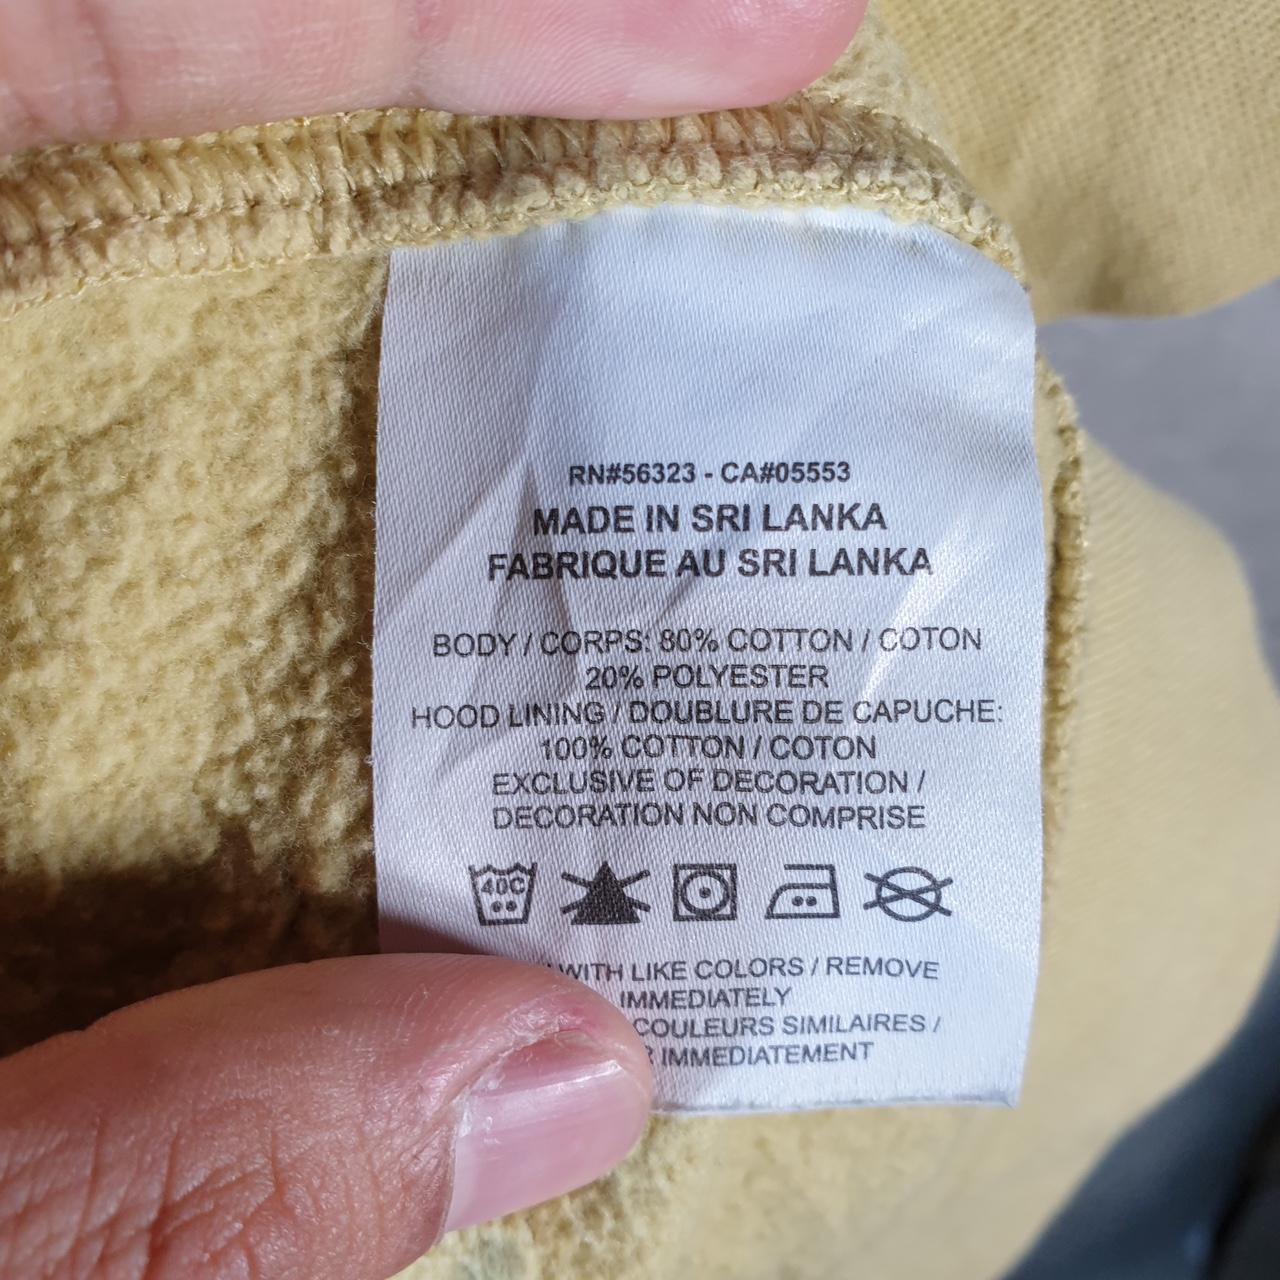 RN#56323 - CA#05553
MADE IN SRI LANKA
FABRIQUE AU SRI LANKA
BODY / CORPS: 80% COTTON / COTON
20% POLYESTER
HOOD LINING / DOUBLURE DE CAPUCHE:
100% COTTON / COTON
EXCLUSIVE OF DECORATION /
DECORATION NON COMPRISE
40C
WITH LIKE COLORS / REMOVE
IMMEDIATELY
COULEURS SIMILAIRES /
IMMEDIATEMENT